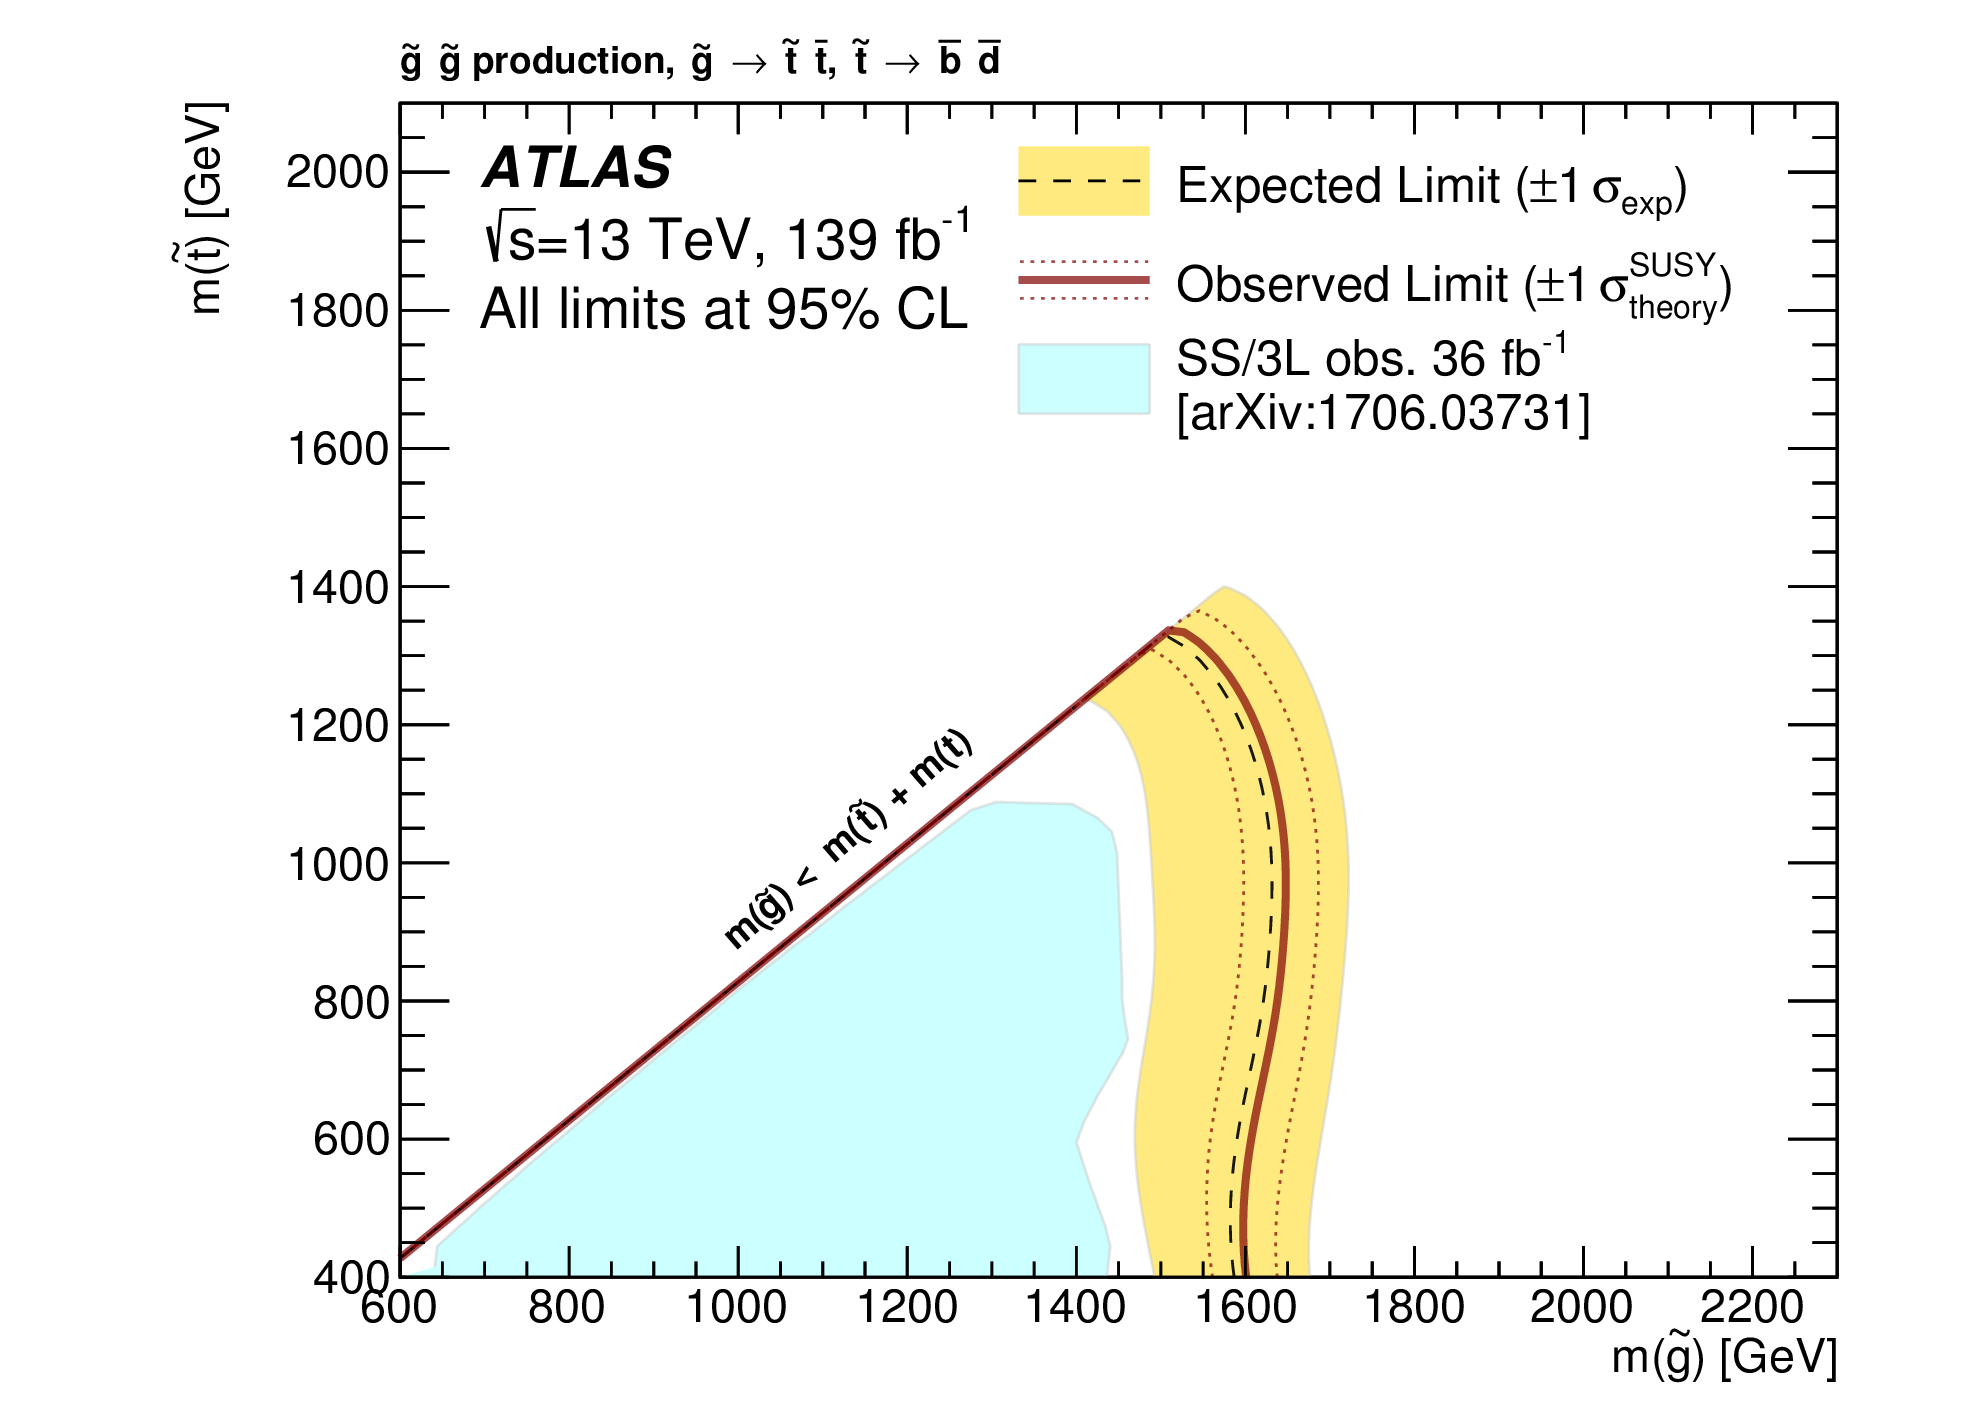 g̃ g̃ production, g̃ → t̃ t̄, t̃ → b̄ d̄
m(t̃) [GeV]
ATLAS
√s=13 TeV, 139 fb⁻¹
All limits at 95% CL
Expected Limit (±1 σ_exp)
Observed Limit (±1 σ^SUSY_theory)
SS/3L obs. 36 fb⁻¹
[arXiv:1706.03731]
2000
1800
1600
1400
1200
1000
800
600
400
m(g̃) < m(t̃) + m(t)
600 800 1000 1200 1400 1600 1800 2000 2200
m(g̃) [GeV]